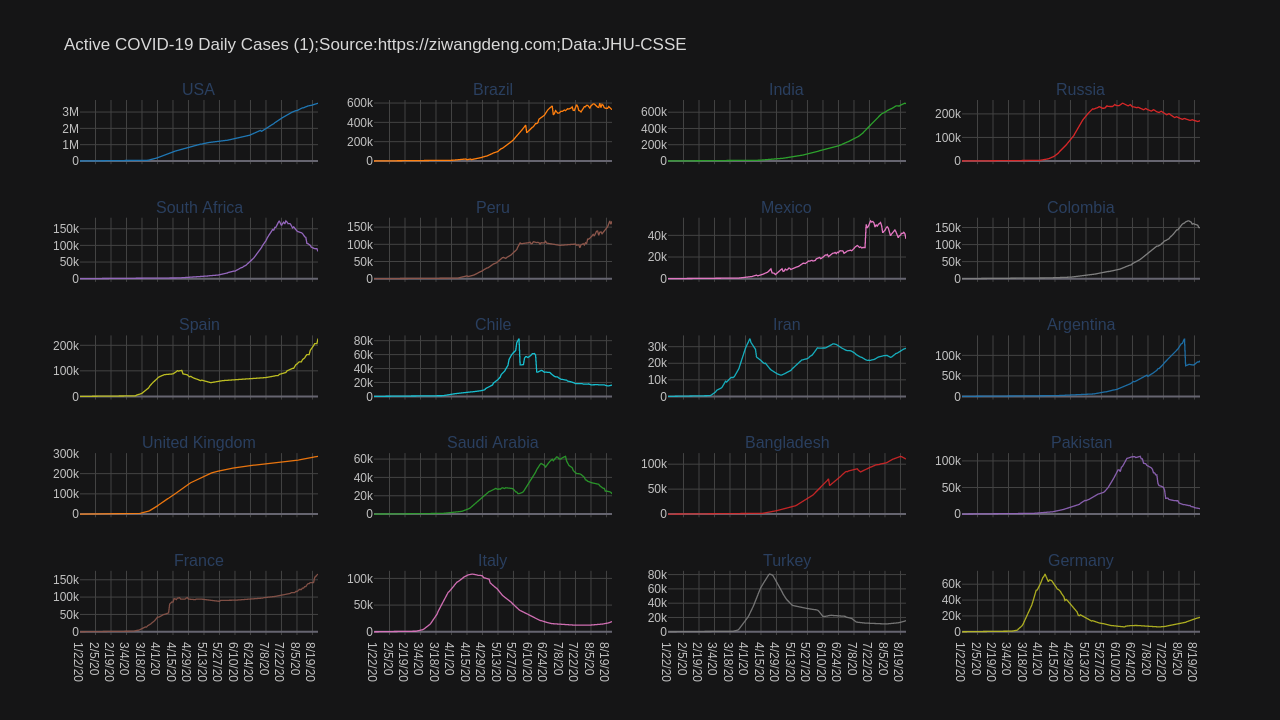 Active COVID-19 Daily Cases (1);Source:https://ziwangdeng.com;Data:JHU-CSSE
USA
Brazil
India
Russia
3M
2M
1M
0
600k
400k
200k
0
600k
400k
200k
0
200k
100k
0
South Africa
Peru
Mexico
Colombia
150k
100k
50k
0
150k
100k
50k
0
40k
20k
0
150k
100k
50k
0
Spain
Chile
Iran
Argentina
200k
100k
0
80k
60k
40k
20k
0
30k
20k
10k
0
100k
50k
0
United Kingdom
Saudi Arabia
Bangladesh
Pakistan
300k
200k
100k
0
60k
40k
20k
0
100k
50k
0
100k
50k
0
France
Italy
Turkey
Germany
150k
100k
50k
0
100k
50k
0
80k
60k
40k
20k
0
60k
40k
20k
0
1/22/20
2/5/20
2/19/20
3/4/20
3/18/20
4/1/20
4/15/20
4/29/20
5/13/20
5/27/20
6/10/20
6/24/20
7/8/20
7/22/20
8/5/20
8/19/20
1/22/20
2/5/20
2/19/20
3/4/20
3/18/20
4/1/20
4/15/20
4/29/20
5/13/20
5/27/20
6/10/20
6/24/20
7/8/20
7/22/20
8/5/20
8/19/20
1/22/20
2/5/20
2/19/20
3/4/20
3/18/20
4/1/20
4/15/20
4/29/20
5/13/20
5/27/20
6/10/20
6/24/20
7/8/20
7/22/20
8/5/20
8/19/20
1/22/20
2/5/20
2/19/20
3/4/20
3/18/20
4/1/20
4/15/20
4/29/20
5/13/20
5/27/20
6/10/20
6/24/20
7/8/20
7/22/20
8/5/20
8/19/20